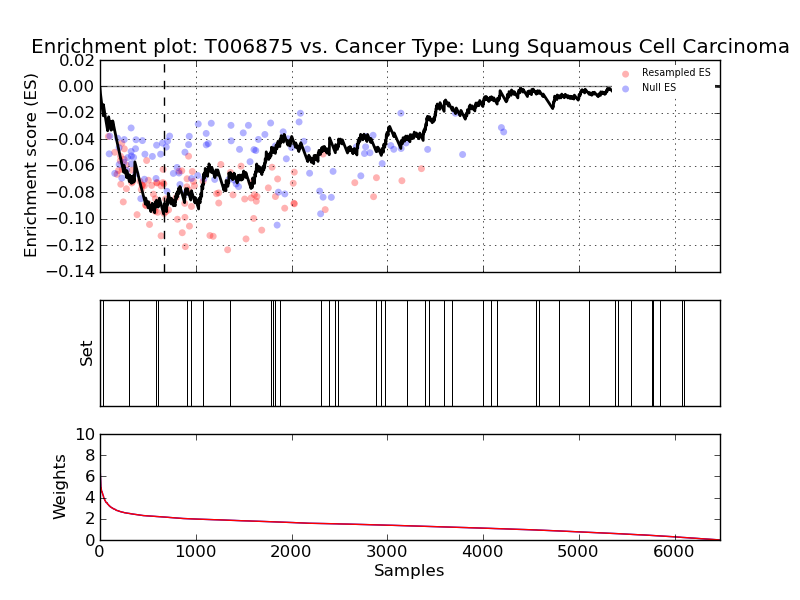 Enrichment plot: T006875 vs. Cancer Type: Lung Squamous Cell Carcinoma
0.02
0.00
−0.02
−0.04
−0.06
−0.08
−0.10
−0.12
−0.14
Enrichment score (ES)
Resampled ES
Null ES
Set
10
8
6
4
2
0
Weights
0 1000 2000 3000 4000 5000 6000
Samples